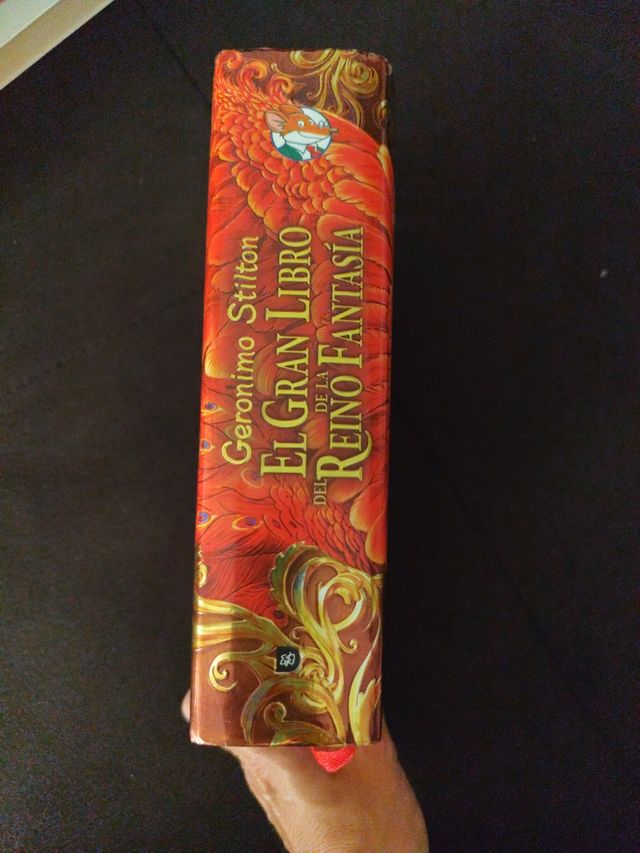 Geronimo Stilton
EL GRAN LIBRO
DEL REINO DE LA FANTASÍA